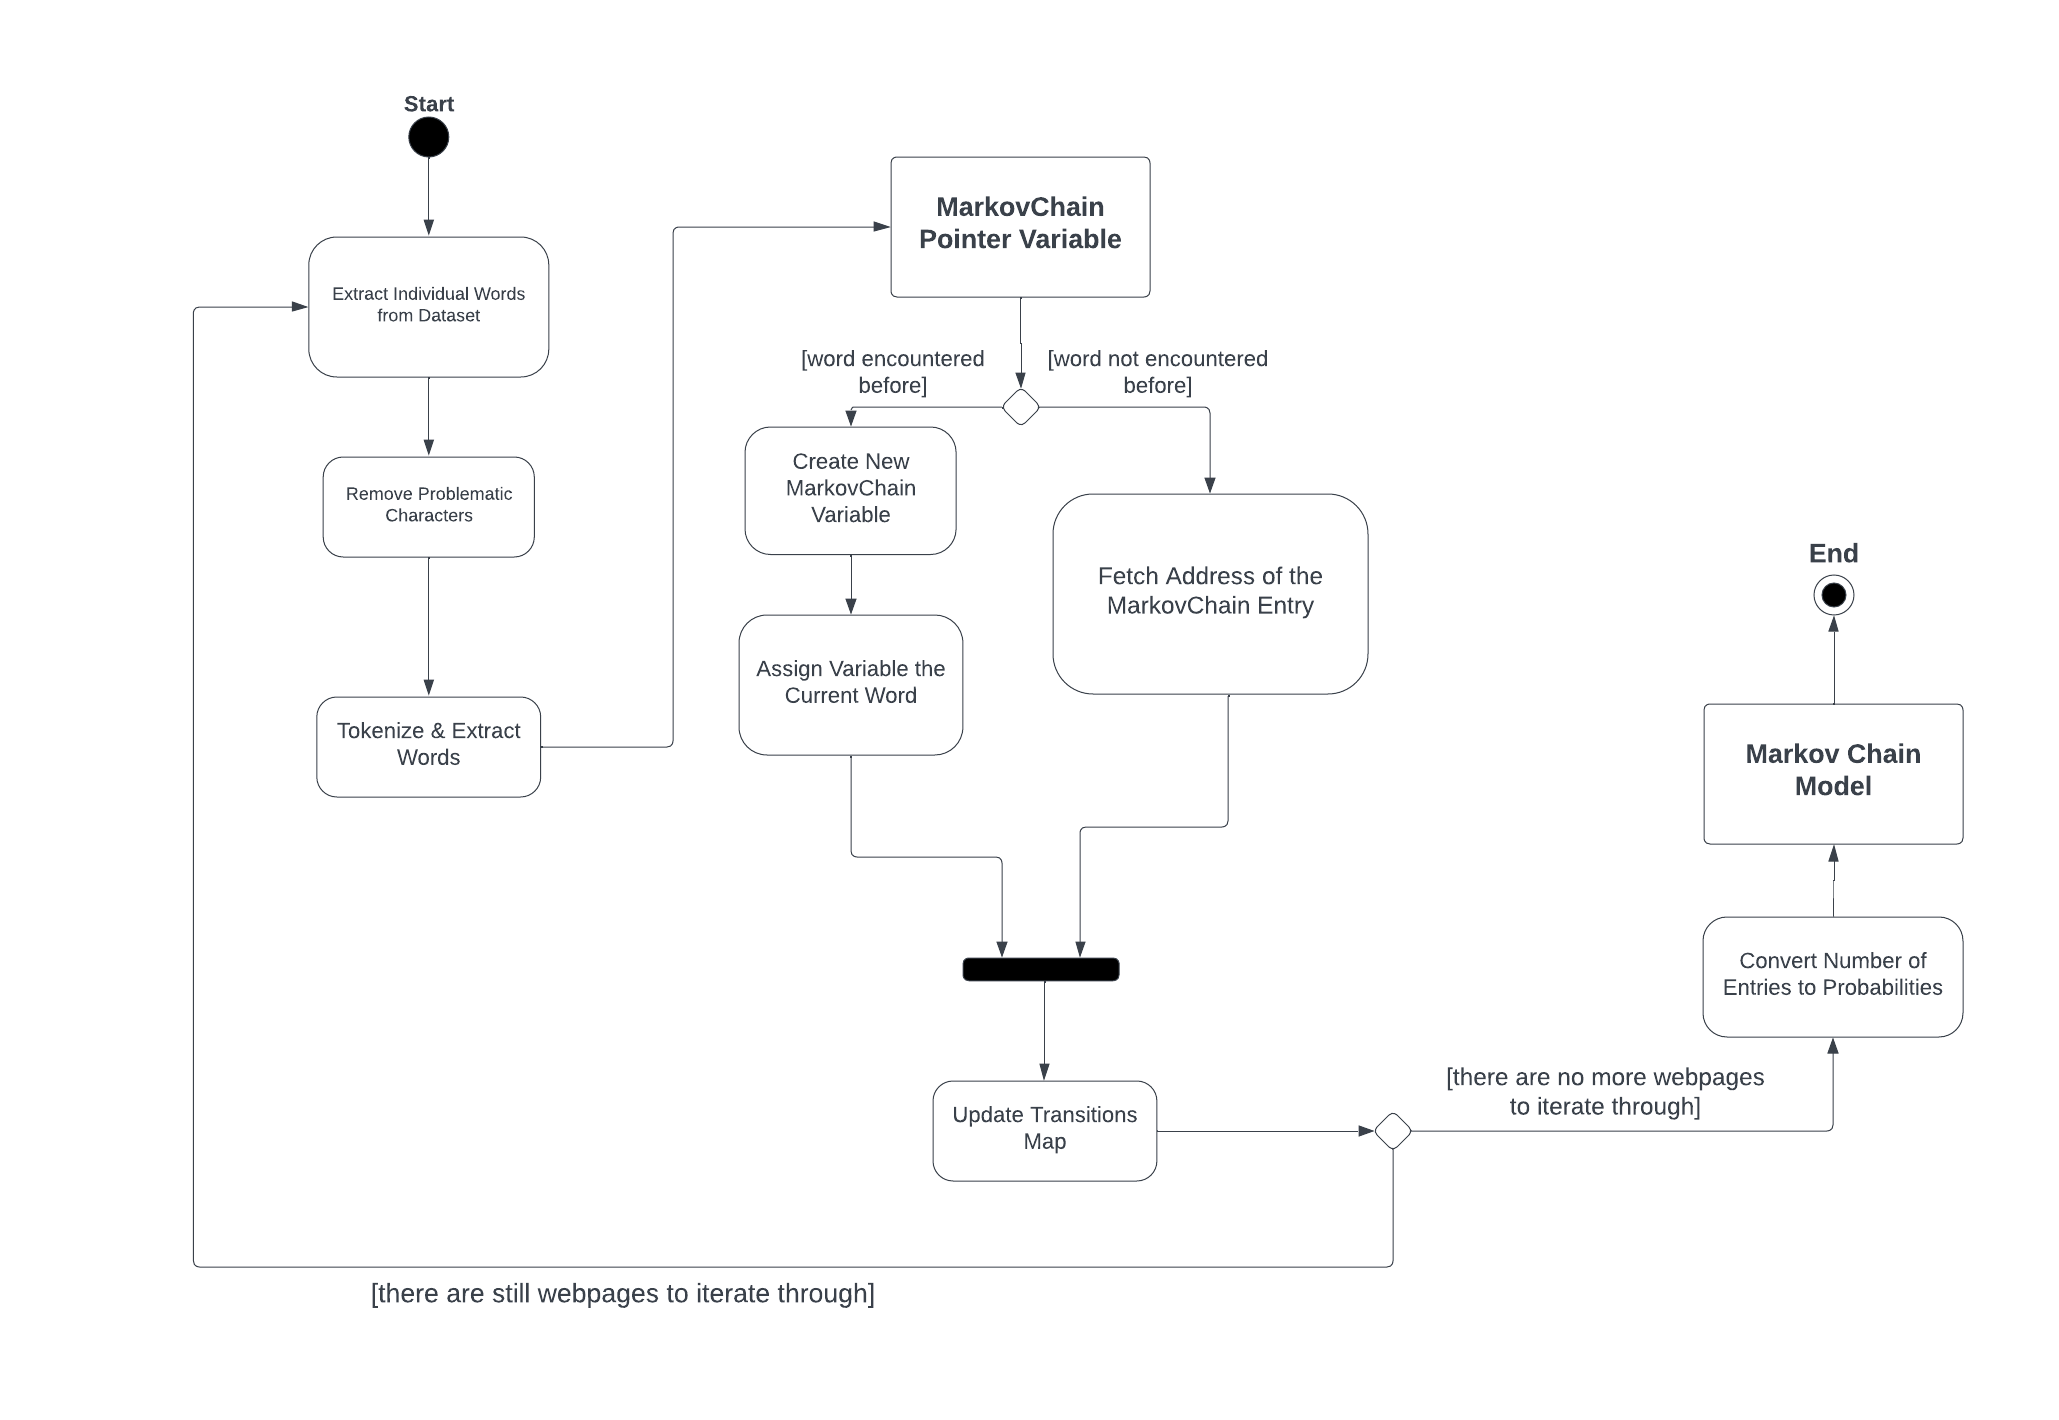 Start
Extract Individual Words
from Dataset
Remove Problematic
Characters
Tokenize & Extract
Words
MarkovChain
Pointer Variable
[word encountered
before]
[word not encountered
before]
Create New
MarkovChain
Variable
Assign Variable the
Current Word
Fetch Address of the
MarkovChain Entry
Update Transitions
Map
[there are still webpages to iterate through]
[there are no more webpages
to iterate through]
Convert Number of
Entries to Probabilities
Markov Chain
Model
End